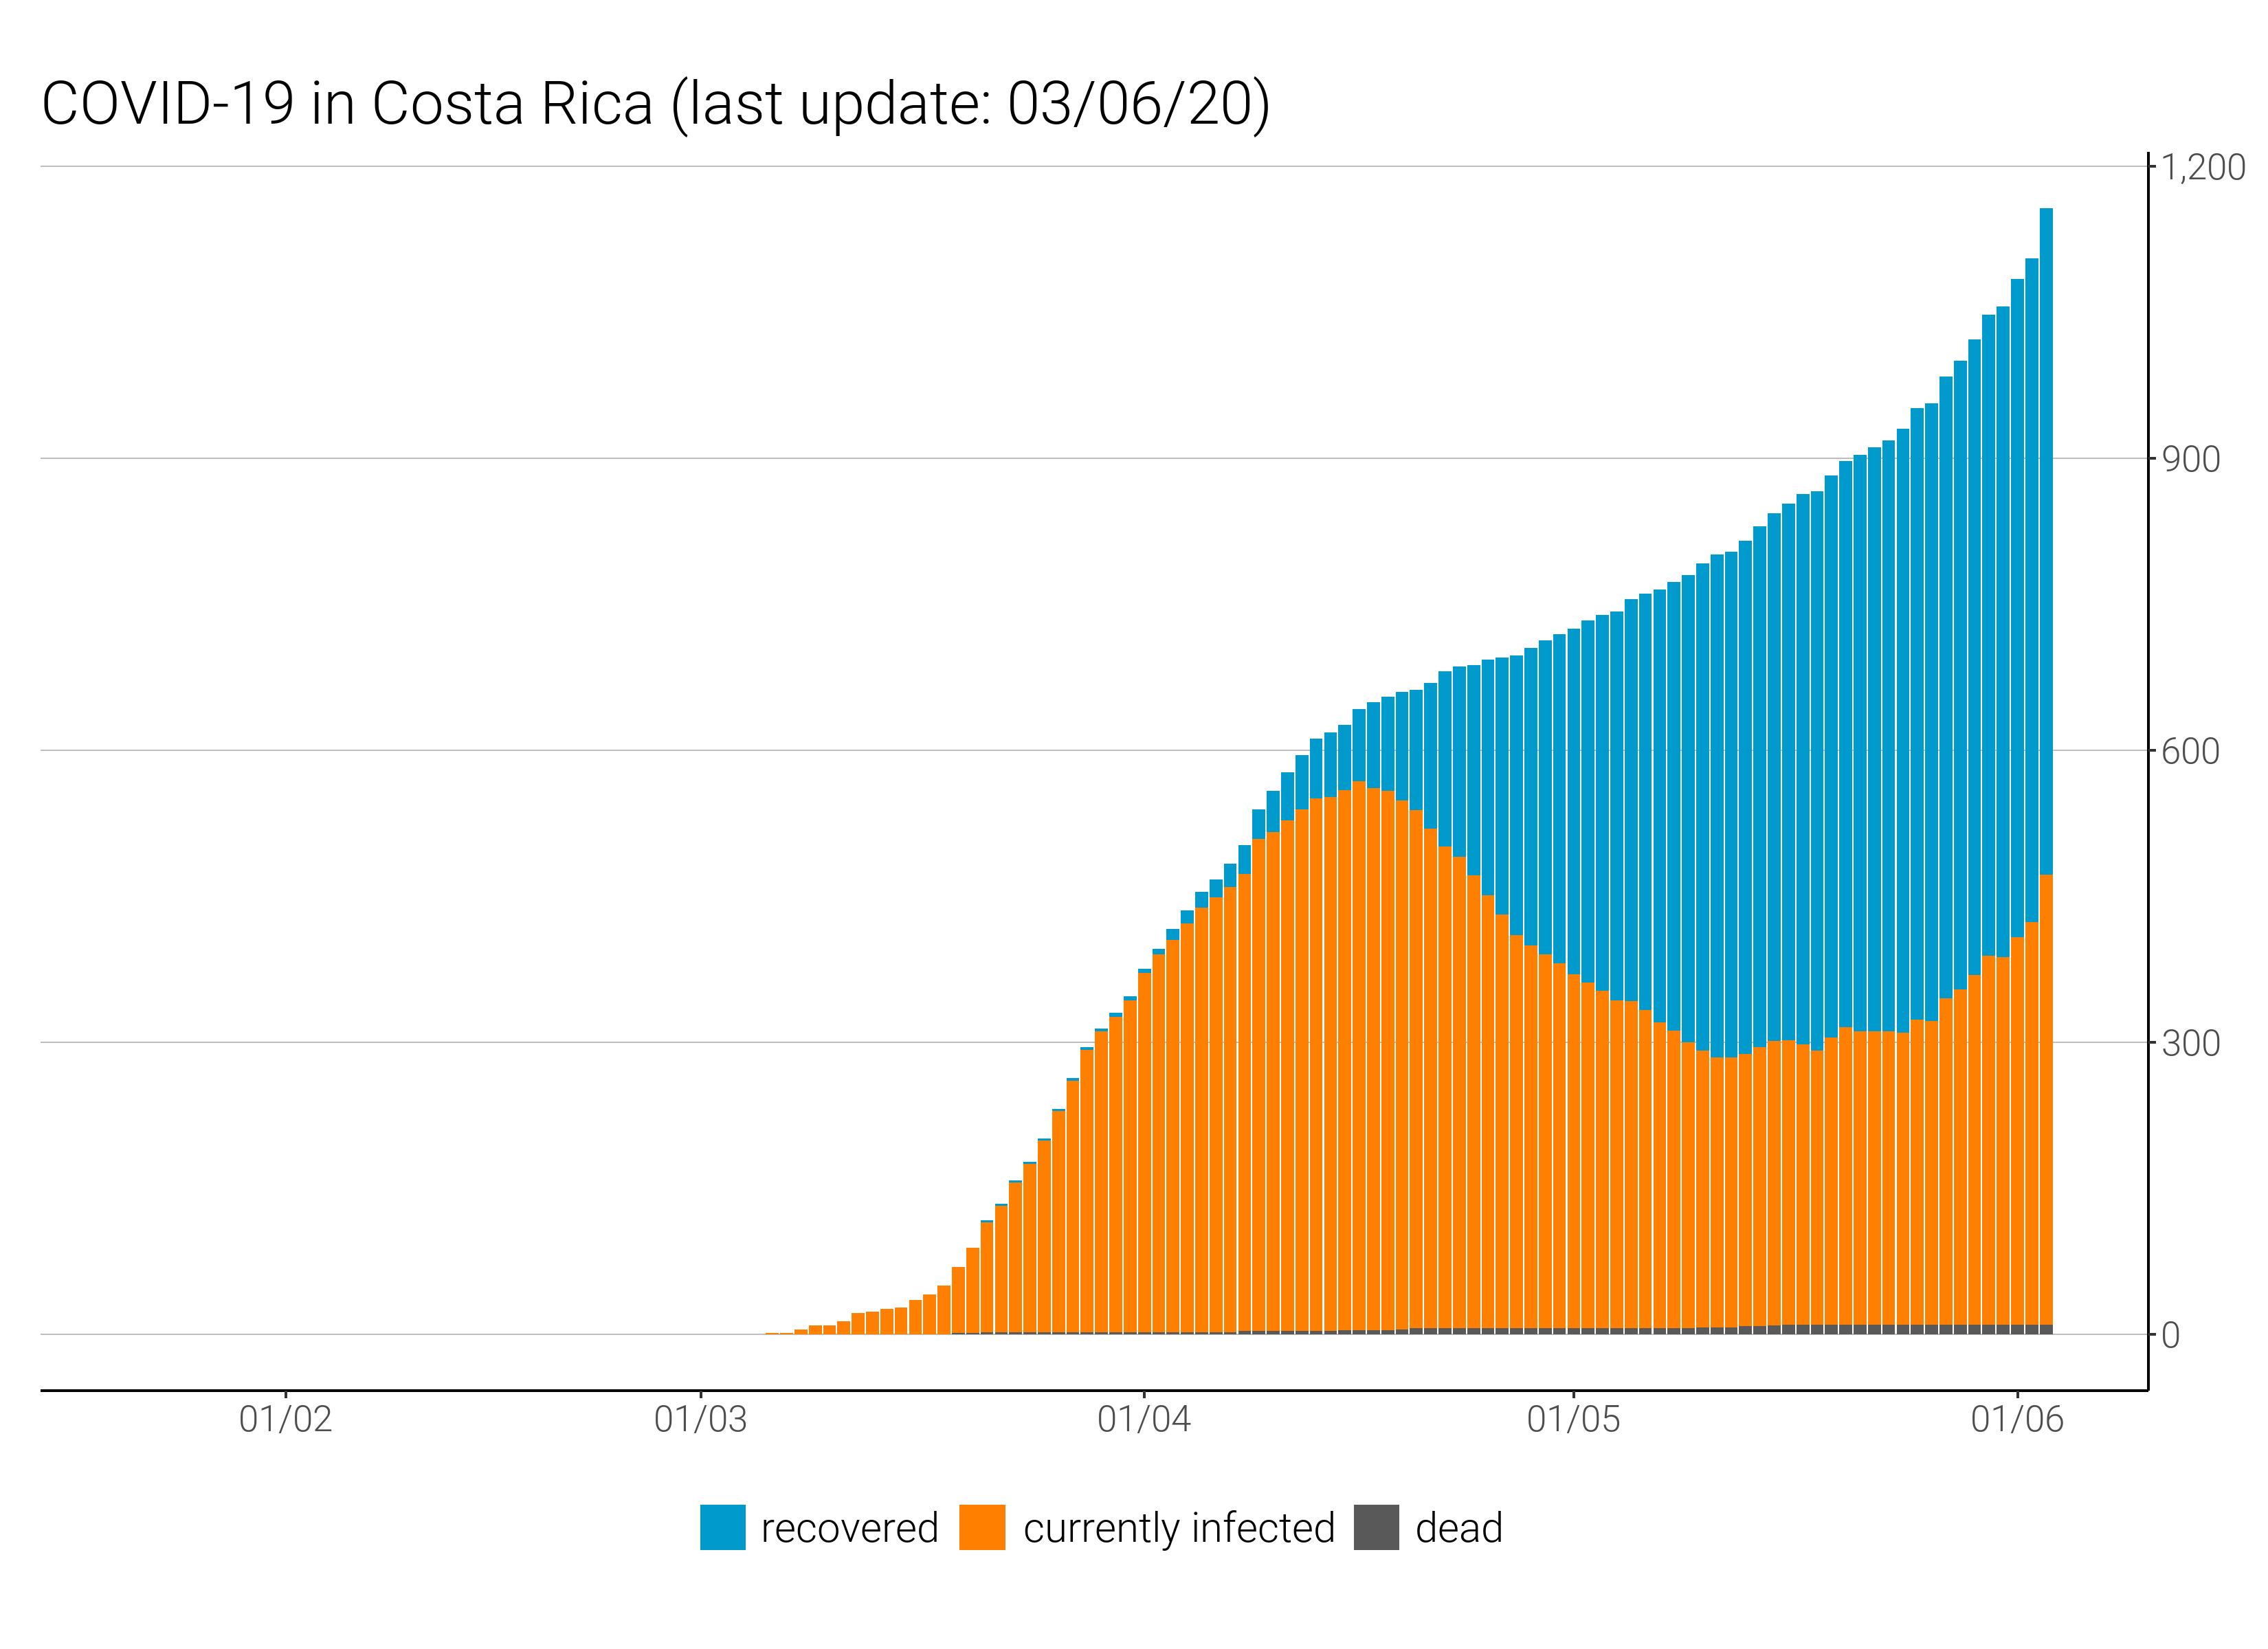 COVID-19 in Costa Rica (last update: 03/06/20)
1,200
900
600
300
0
01/02 01/03 01/04 01/05 01/06
recovered currently infected dead